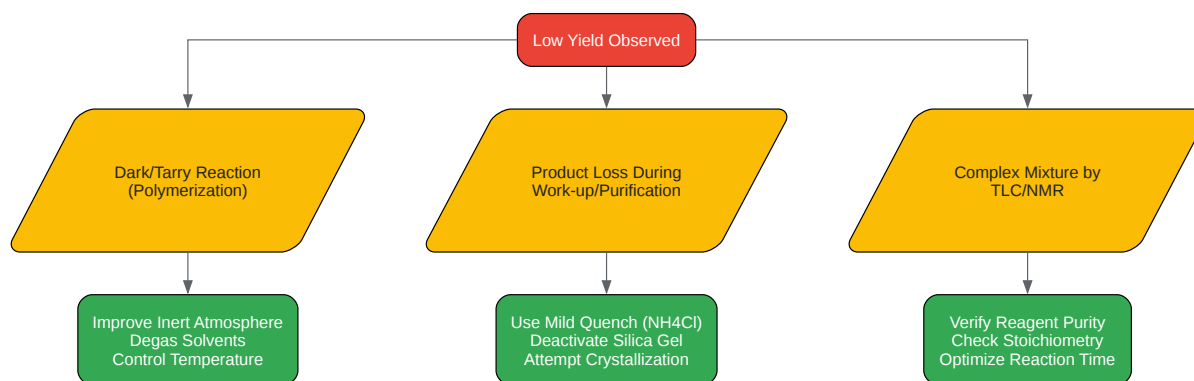 Low Yield Observed
Dark/Tarry Reaction
(Polymerization)
Product Loss During
Work-up/Purification
Complex Mixture by
TLC/NMR
Improve Inert Atmosphere
Degas Solvents
Control Temperature
Use Mild Quench (NH4Cl)
Deactivate Silica Gel
Attempt Crystallization
Verify Reagent Purity
Check Stoichiometry
Optimize Reaction Time